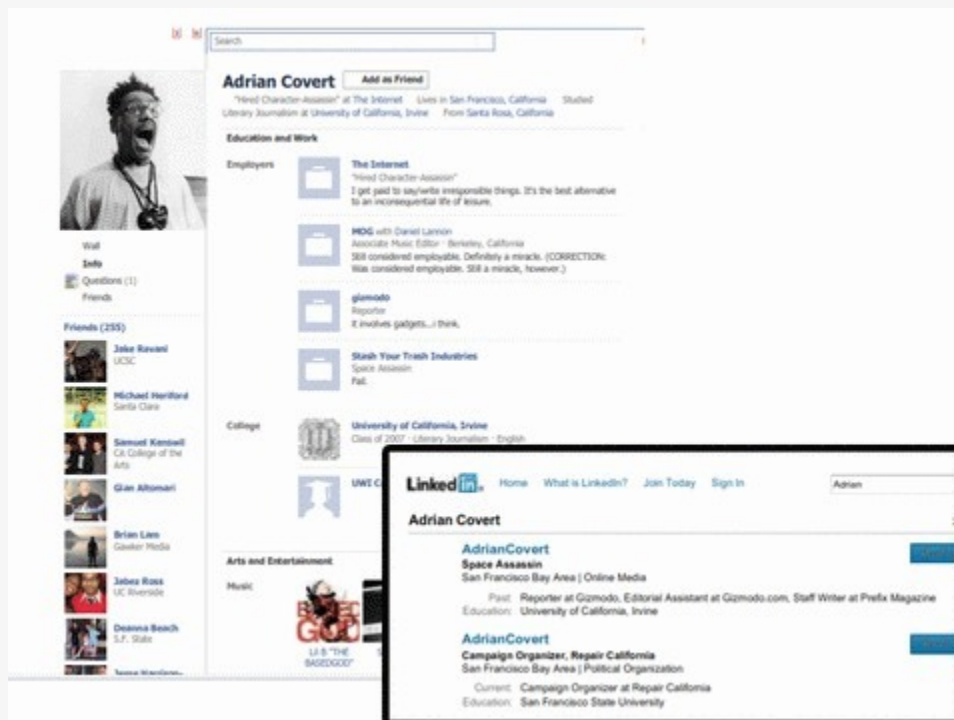 Search
Adrian Covert
Add as Friend
"Hired Character-Assassin" at The Internet Lives in San Francisco, California Studied
Literary Journalism at University of California, Irvine From Santa Rosa, California
Education and Work
Employers
The Internet
"Hired Character-Assassin"
I get paid to say/write irresponsible things. It's the best alternative
to an inconsequential life of leisure.
MOG with Daniel Lannon
Associate Music Editor · Berkeley, California
Still considered employable. Definitely a miracle. (CORRECTION:
Was considered employable. Still a miracle, however.)
gizmodo
Reporter
It involves gadgets...i think.
Stash Your Trash Industries
Space Assassin
Fail.
College
University of California, Irvine
Class of 2007 · Literary Journalism · English
UWI C
Arts and Entertainment
Music
BASED
GOD
Lil B "THE
BASEDGOD"
Wall
Info
Questions (1)
Friends
Friends (255)
Jake Ravani
UCSC
Michael Heriford
Santa Clara
Samuel
CA College of the
Arts
Gian Altomari
Brian Lam
Gawker Media
Jabez Ross
UC Riverside
Deanna Beach
S.F. State
Linked in
Home What is LinkedIn? Join Today Sign In
Adrian
Adrian Covert
AdrianCovert
Space Assassin
San Francisco Bay Area | Online Media
Past: Reporter at Gizmodo, Editorial Assistant at Gizmodo.com, Staff Writer at Prefix Magazine
Education: University of California, Irvine
AdrianCovert
Campaign Organizer, Repair California
San Francisco Bay Area | Political Organization
Current: Campaign Organizer at Repair California
Education: San Francisco State University